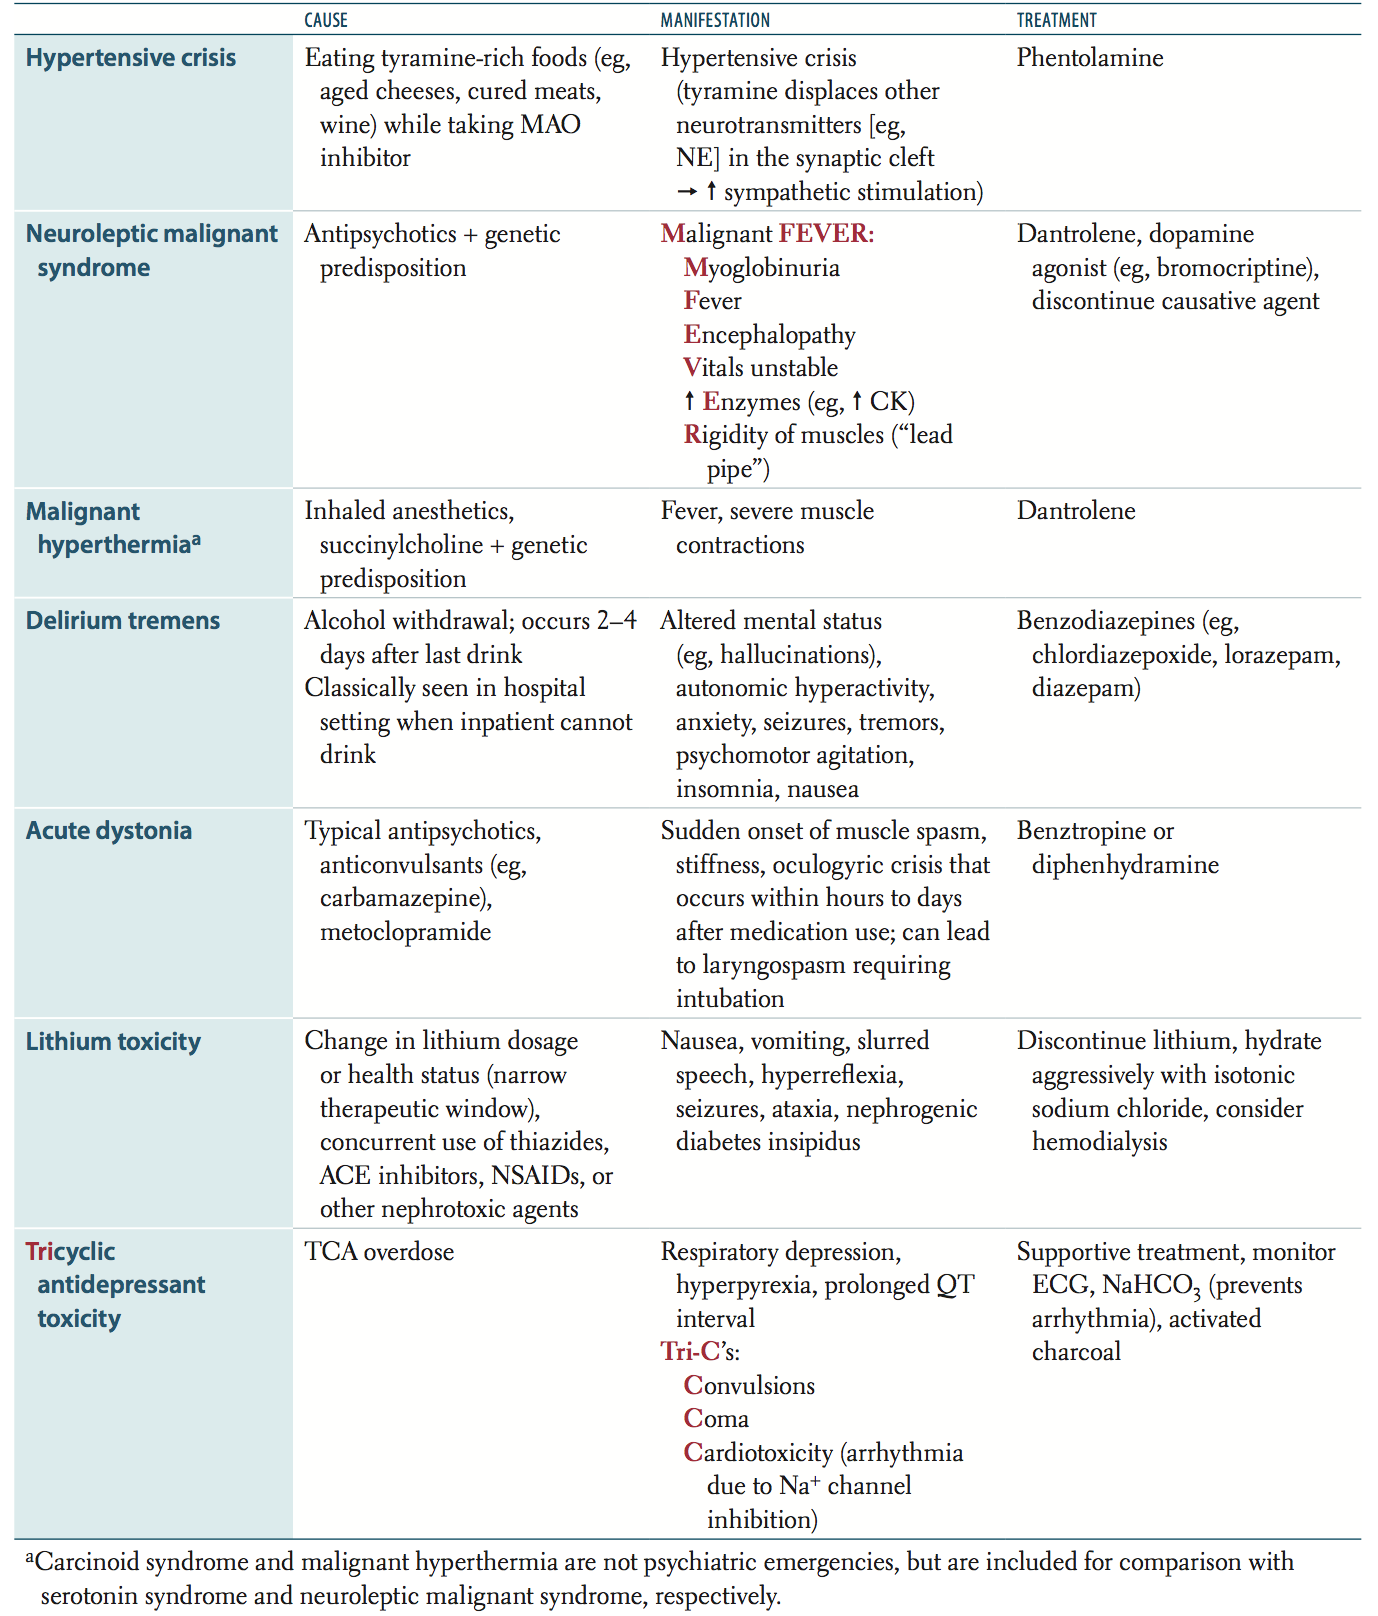 CAUSE MANIFESTATION TREATMENT
Hypertensive crisis
Eating tyramine-rich foods (eg,
aged cheeses, cured meats,
wine) while taking MAO
inhibitor
Hypertensive crisis
(tyramine displaces other
neurotransmitters [eg,
NE] in the synaptic cleft
→ ↑ sympathetic stimulation)
Phentolamine
Neuroleptic malignant
syndrome
Antipsychotics + genetic
predisposition
Malignant FEVER:
Myoglobinuria
Fever
Encephalopathy
Vitals unstable
↑ Enzymes (eg, ↑ CK)
Rigidity of muscles (“lead
pipe”)
Dantrolene, dopamine
agonist (eg, bromocriptine),
discontinue causative agent
Malignant
hyperthermiaᵃ
Inhaled anesthetics,
succinylcholine + genetic
predisposition
Fever, severe muscle
contractions
Dantrolene
Delirium tremens
Alcohol withdrawal; occurs 2–4
days after last drink
Classically seen in hospital
setting when inpatient cannot
drink
Altered mental status
(eg, hallucinations),
autonomic hyperactivity,
anxiety, seizures, tremors,
psychomotor agitation,
insomnia, nausea
Benzodiazepines (eg,
chlordiazepoxide, lorazepam,
diazepam)
Acute dystonia
Typical antipsychotics,
anticonvulsants (eg,
carbamazepine),
metoclopramide
Sudden onset of muscle spasm,
stiffness, oculogyric crisis that
occurs within hours to days
after medication use; can lead
to laryngospasm requiring
intubation
Benztropine or
diphenhydramine
Lithium toxicity
Change in lithium dosage
or health status (narrow
therapeutic window),
concurrent use of thiazides,
ACE inhibitors, NSAIDs, or
other nephrotoxic agents
Nausea, vomiting, slurred
speech, hyperreflexia,
seizures, ataxia, nephrogenic
diabetes insipidus
Discontinue lithium, hydrate
aggressively with isotonic
sodium chloride, consider
hemodialysis
Tricyclic
antidepressant
toxicity
TCA overdose
Respiratory depression,
hyperpyrexia, prolonged QT
interval
Tri-C’s:
Convulsions
Coma
Cardiotoxicity (arrhythmia
due to Na⁺ channel
inhibition)
Supportive treatment, monitor
ECG, NaHCO₃ (prevents
arrhythmia), activated
charcoal
ᵃCarcinoid syndrome and malignant hyperthermia are not psychiatric emergencies, but are included for comparison with
serotonin syndrome and neuroleptic malignant syndrome, respectively.